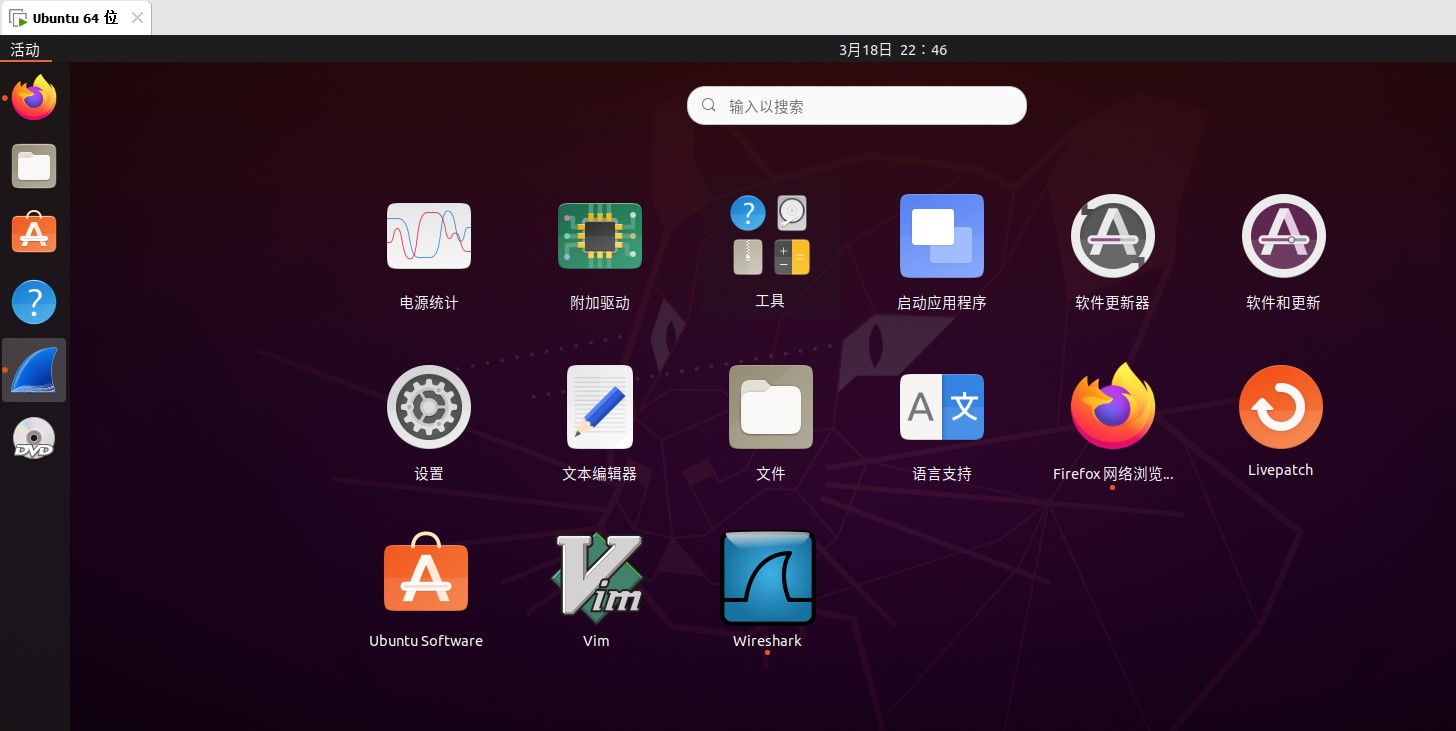 Ubuntu 64 位
活动
3月18日 22：46
输入以搜索
电源统计
附加驱动
工具
启动应用程序
软件更新器
软件和更新
设置
文本编辑器
文件
语言支持
Firefox 网络浏览...
Livepatch
Ubuntu Software
Vim
Wireshark
A 文
Vim
DVD